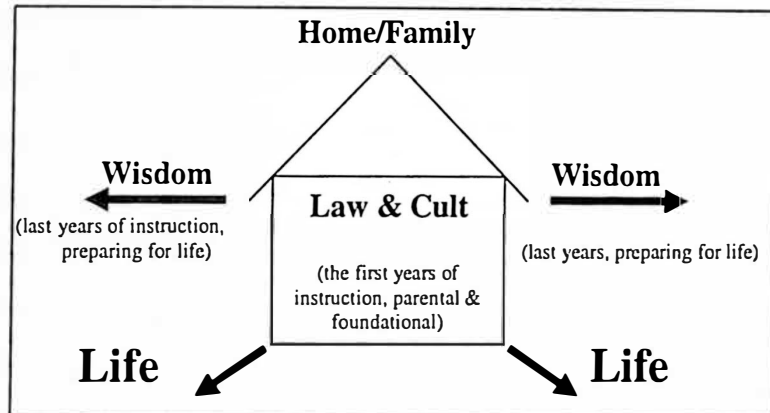 Home/Family
Wisdom
(last years of instruction,
preparing for life)
Law & Cult
(the first years of
instruction, parental &
foundational)
Wisdom
(last years, preparing for life)
Life
Life